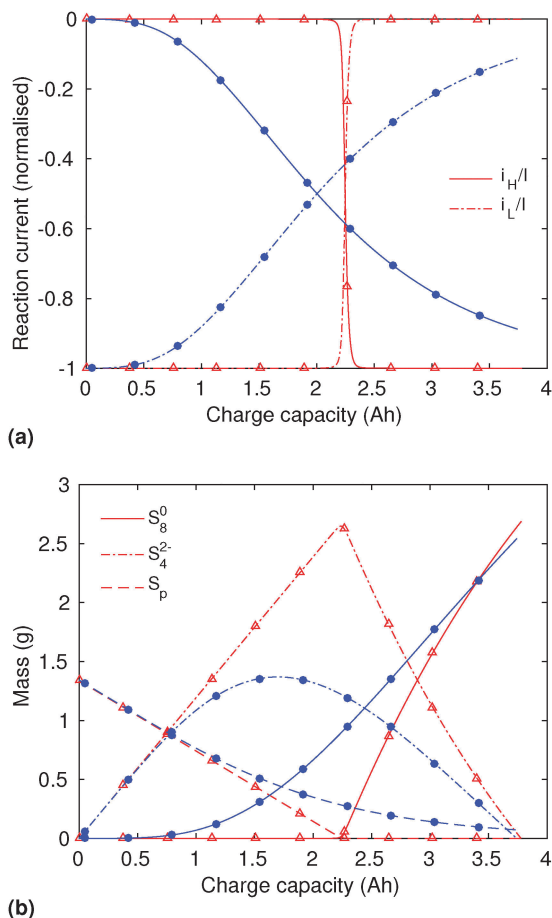 0
-0.2
-0.4
-0.6
-0.8
-1
Reaction current (normalised)
i_H/I
i_L/I
0 0.5 1 1.5 2 2.5 3 3.5 4
Charge capacity (Ah)
(a)
3
2.5
2
1.5
1
0.5
0
Mass (g)
S_8^0
S_4^2-
S_p
0 0.5 1 1.5 2 2.5 3 3.5 4
Charge capacity (Ah)
(b)